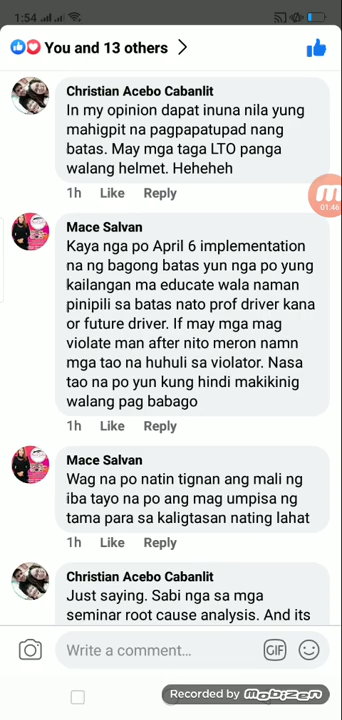 1:54
You and 13 others
Christian Acebo Cabanlit
In my opinion dapat inuna nila yung
mahigpit na pagpapatupad nang
batas. May mga taga LTO panga
walang helmet. Heheheh
1h Like Reply
01:46
Mace Salvan
Kaya nga po April 6 implementation
na ng bagong batas yun nga po yung
kailangan ma educate wala naman
pinipili sa batas nato prof driver kana
or future driver. If may mga mag
violate man after nito meron namn
mga tao na huhuli sa violator. Nasa
tao na po yun kung hindi makikinig
walang pag babago
1h Like Reply
Mace Salvan
Wag na po natin tignan ang mali ng
iba tayo na po ang mag umpisa ng
tama para sa kaligtasan nating lahat
1h Like Reply
Christian Acebo Cabanlit
Just saying. Sabi nga sa mga
seminar root cause analysis. And its
Write a comment...
GIF
Recorded by mobizen